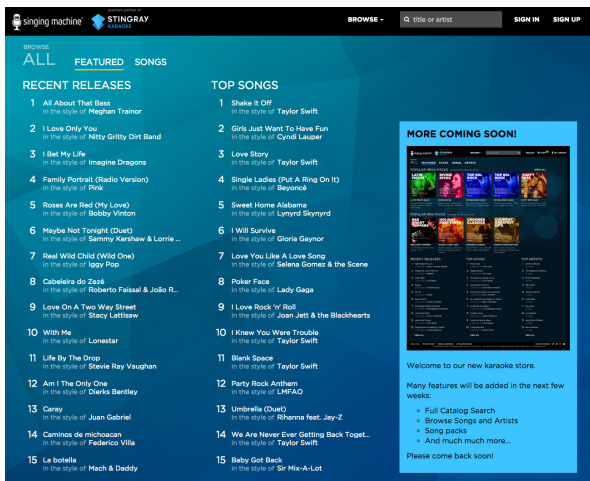 premium partner of
singing machine
STINGRAY
KARAOKE
BROWSE
title or artist
SIGN IN
SIGN UP
BROWSE
ALL
FEATURED
SONGS
RECENT RELEASES
1 All About That Bass
in the style of Meghan Trainor
2 I Love Only You
in the style of Nitty Gritty Dirt Band
3 I Bet My Life
in the style of Imagine Dragons
4 Family Portrait (Radio Version)
in the style of Pink
5 Roses Are Red (My Love)
in the style of Bobby Vinton
6 Maybe Not Tonight (Duet)
in the style of Sammy Kershaw & Lorrie ...
7 Real Wild Child (Wild One)
in the style of Iggy Pop
8 Cabeleira do Zazé
in the style of Roberto Faissal & João R...
9 Love On A Two Way Street
in the style of Stacy Lattisaw
10 With Me
in the style of Lonestar
11 Life By The Drop
in the style of Stevie Ray Vaughan
12 Am I The Only One
in the style of Dierks Bentley
13 Caray
in the style of Juan Gabriel
14 Caminos de michoacan
in the style of Federico Villa
15 La botella
in the style of Mach & Daddy
TOP SONGS
1 Shake It Off
in the style of Taylor Swift
2 Girls Just Want To Have Fun
in the style of Cyndi Lauper
3 Love Story
in the style of Taylor Swift
4 Single Ladies (Put A Ring On It)
in the style of Beyoncé
5 Sweet Home Alabama
in the style of Lynyrd Skynyrd
6 I Will Survive
in the style of Gloria Gaynor
7 Love You Like A Love Song
in the style of Selena Gomez & the Scene
8 Poker Face
in the style of Lady Gaga
9 I Love Rock 'n' Roll
in the style of Joan Jett & the Blackhearts
10 I Knew You Were Trouble
in the style of Taylor Swift
11 Blank Space
in the style of Taylor Swift
12 Party Rock Anthem
in the style of LMFAO
13 Umbrella (Duet)
in the style of Rihanna feat. Jay-Z
14 We Are Never Ever Getting Back Toget...
in the style of Taylor Swift
15 Baby Got Back
in the style of Sir Mix-A-Lot
MORE COMING SOON!
ALL
RECENT RELEASES
TOP SONGS
TOP ARTISTS
Welcome to our new karaoke store.
Many features will be added in the next few
weeks:
Full Catalog Search
Browse Songs and Artists
Song packs
And much much more...
Please come back soon!